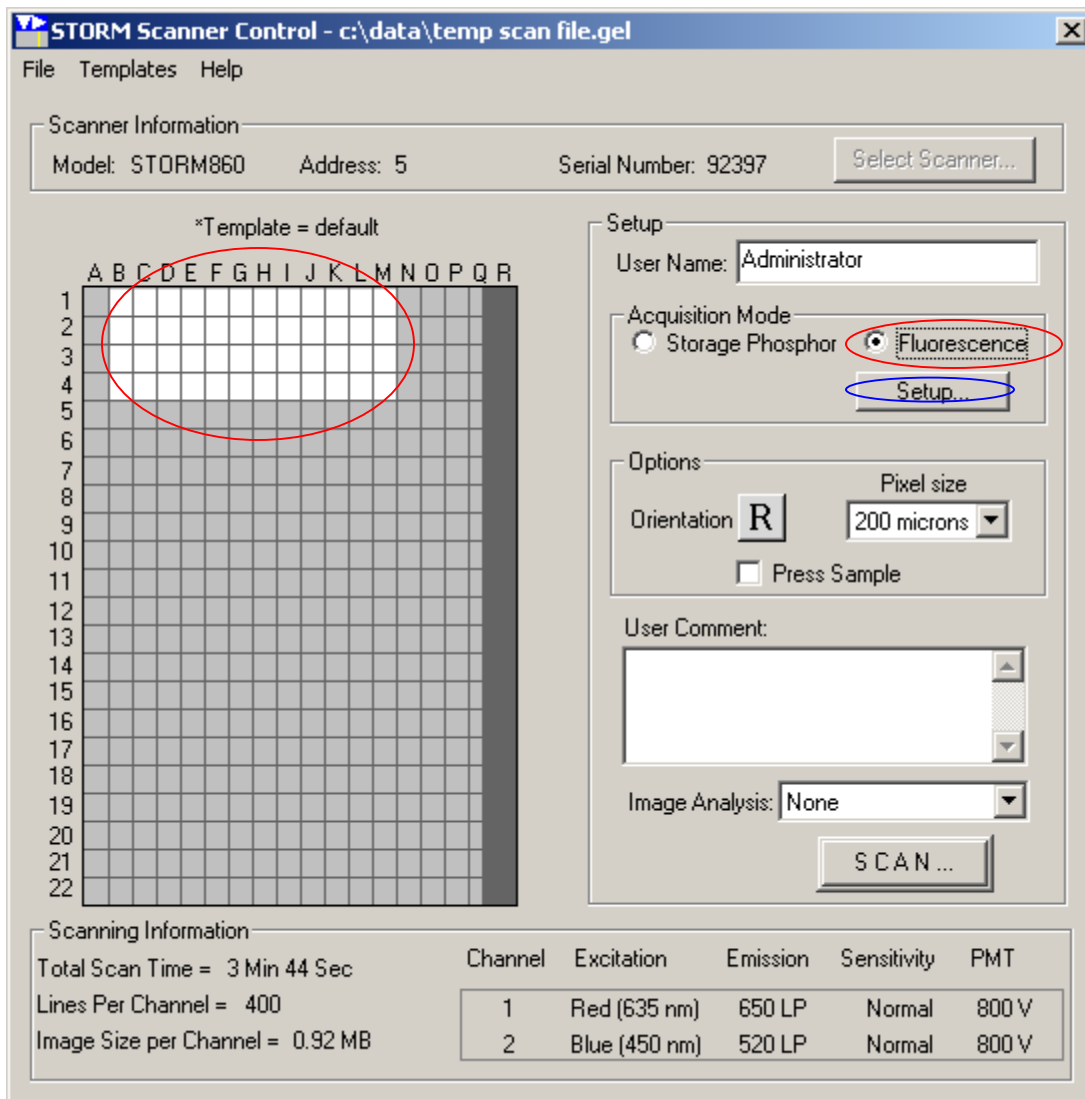 STORM Scanner Control - c:\data\temp scan file.gel
File Templates Help
Scanner Information
Model: STORM860 Address: 5 Serial Number: 92397 Select Scanner...
*Template = default
A B C D E F G H I J K L M N O P Q R
1
2
3
4
5
6
7
8
9
10
11
12
13
14
15
16
17
18
19
20
21
22
Setup
User Name: Administrator
Acquisition Mode
Storage Phosphor Fluorescence
Setup...
Options
Pixel size
Orientation R 200 microns
Press Sample
User Comment:
Image Analysis: None
SCAN...
Scanning Information
Total Scan Time = 3 Min 44 Sec
Lines Per Channel = 400
Image Size per Channel = 0.92 MB
Channel Excitation Emission Sensitivity PMT
1 Red (635 nm) 650 LP Normal 800 V
2 Blue (450 nm) 520 LP Normal 800 V